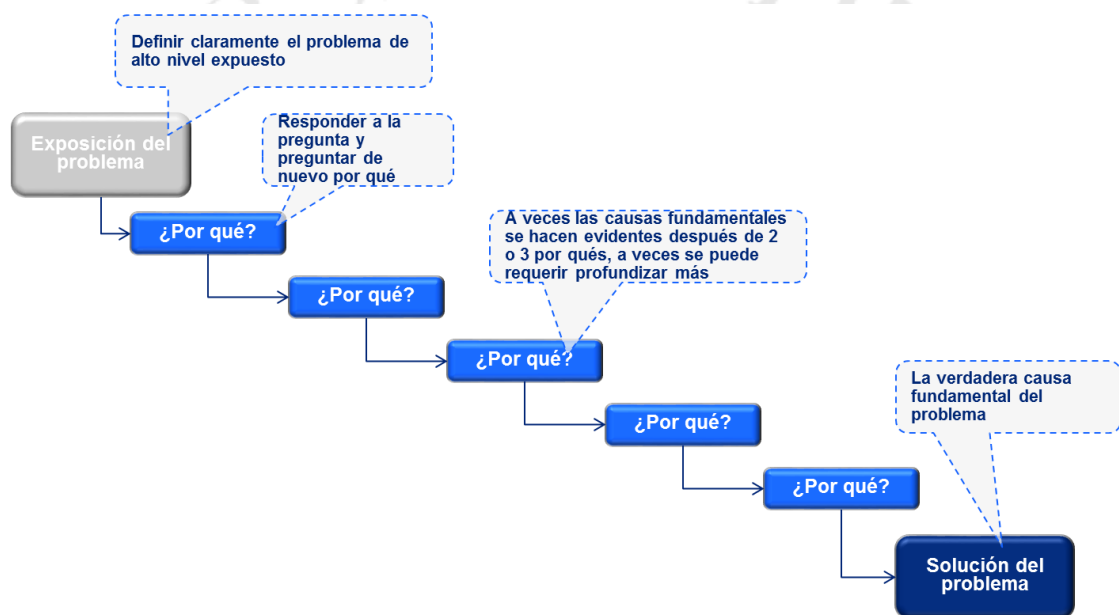 Definir claramente el problema de
alto nivel expuesto
Exposición del
problema
Responder a la
pregunta y
preguntar de
nuevo por qué
¿Por qué?
A veces las causas fundamentales
se hacen evidentes después de 2
o 3 por qués, a veces se puede
requerir profundizar más
¿Por qué?
¿Por qué?
La verdadera causa
fundamental del
problema
¿Por qué?
¿Por qué?
Solución del
problema